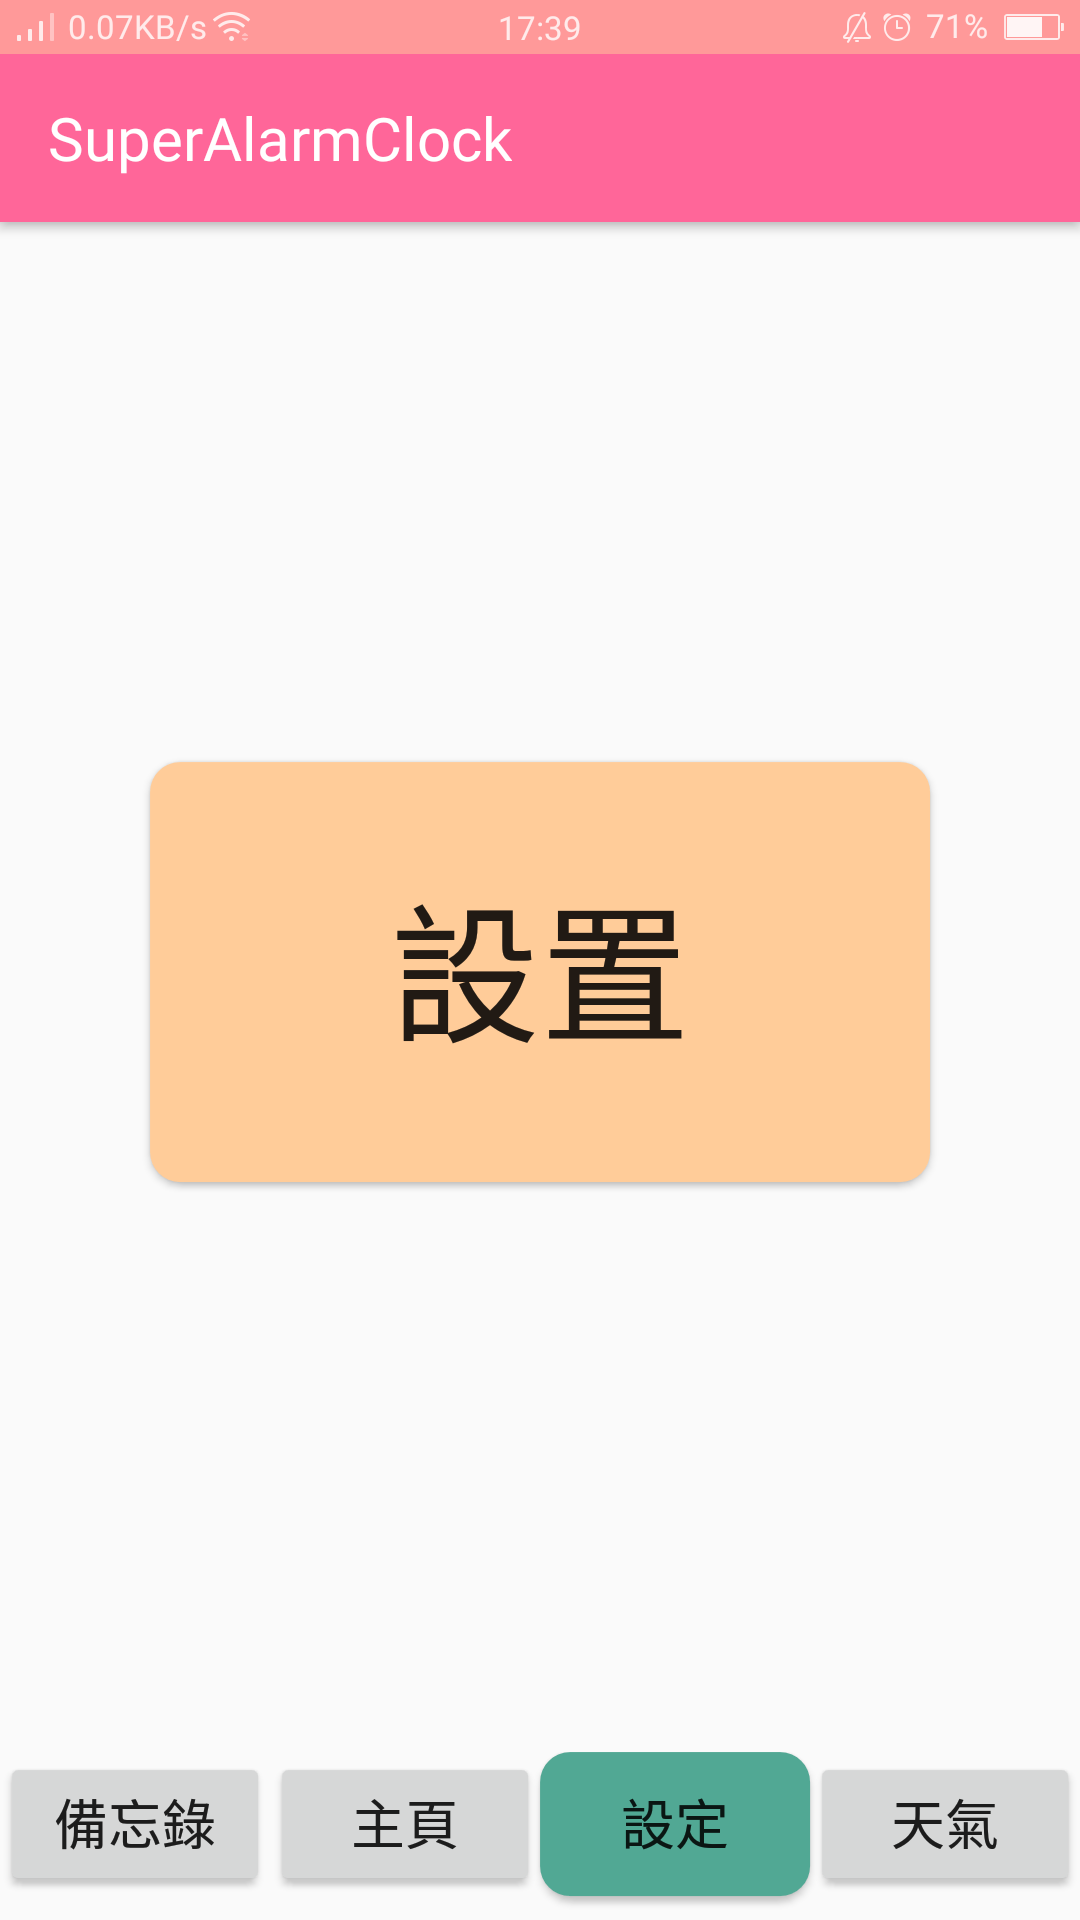 0.07KB/s 17:39 71%
SuperAlarmClock
設置
備忘錄 主頁 設定 天氣